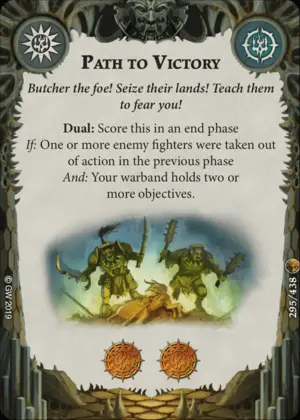 PATH TO VICTORY
Butcher the foe! Seize their lands! Teach them
to fear you!
Dual: Score this in an end phase
If: One or more enemy fighters were taken out
of action in the previous phase
And: Your warband holds two or
more objectives.
© GW 2019
295/438